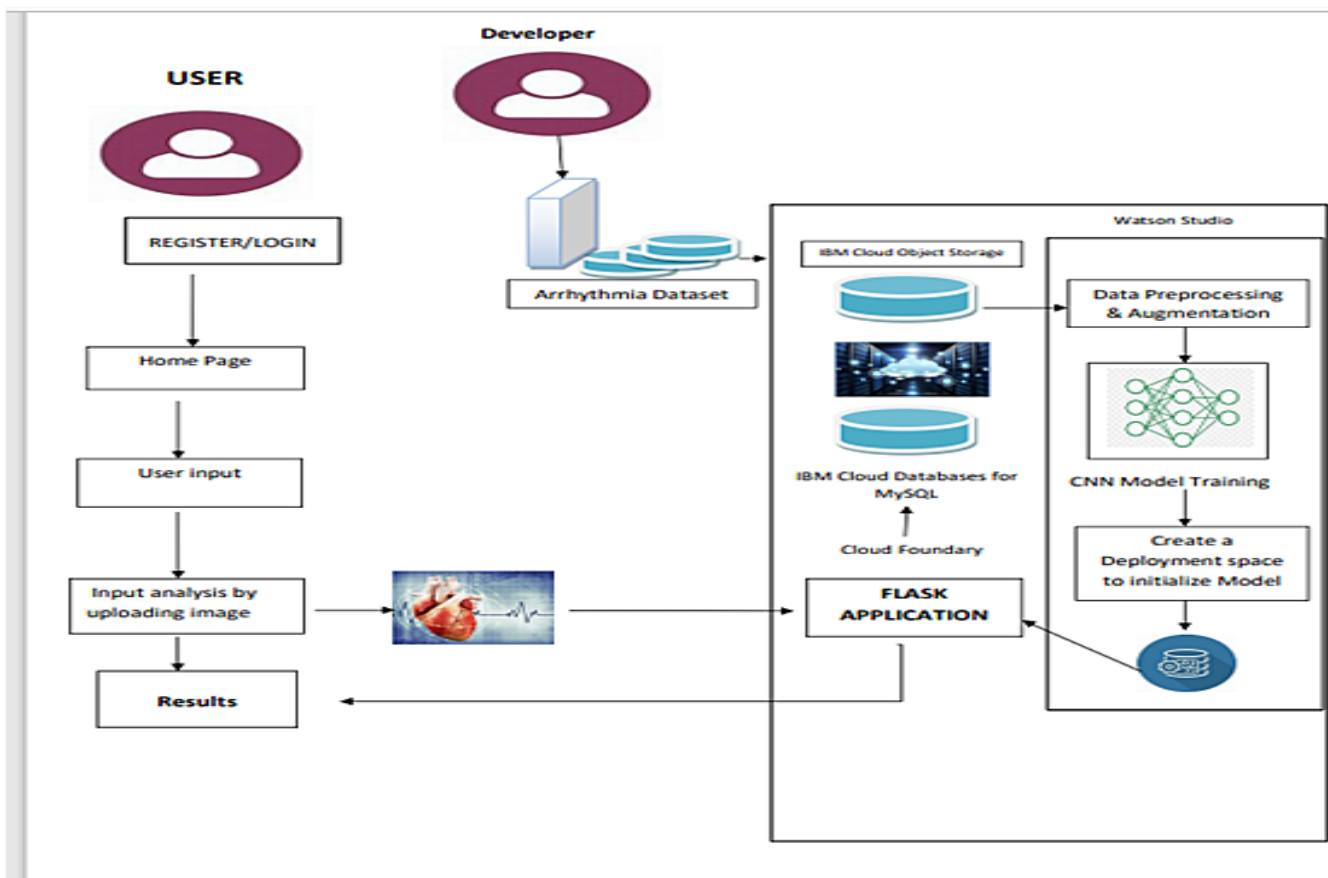 Developer
USER
REGISTER/LOGIN
Home Page
User input
Input analysis by
uploading image
Results
Arrhythmia Dataset
IBM Cloud Object Storage
IBM Cloud Databases for
MySQL
Cloud Foundary
FLASK
APPLICATION
Watson Studio
Data Preprocessing
& Augmentation
CNN Model Training
Create a
Deployment space
to initialize Model